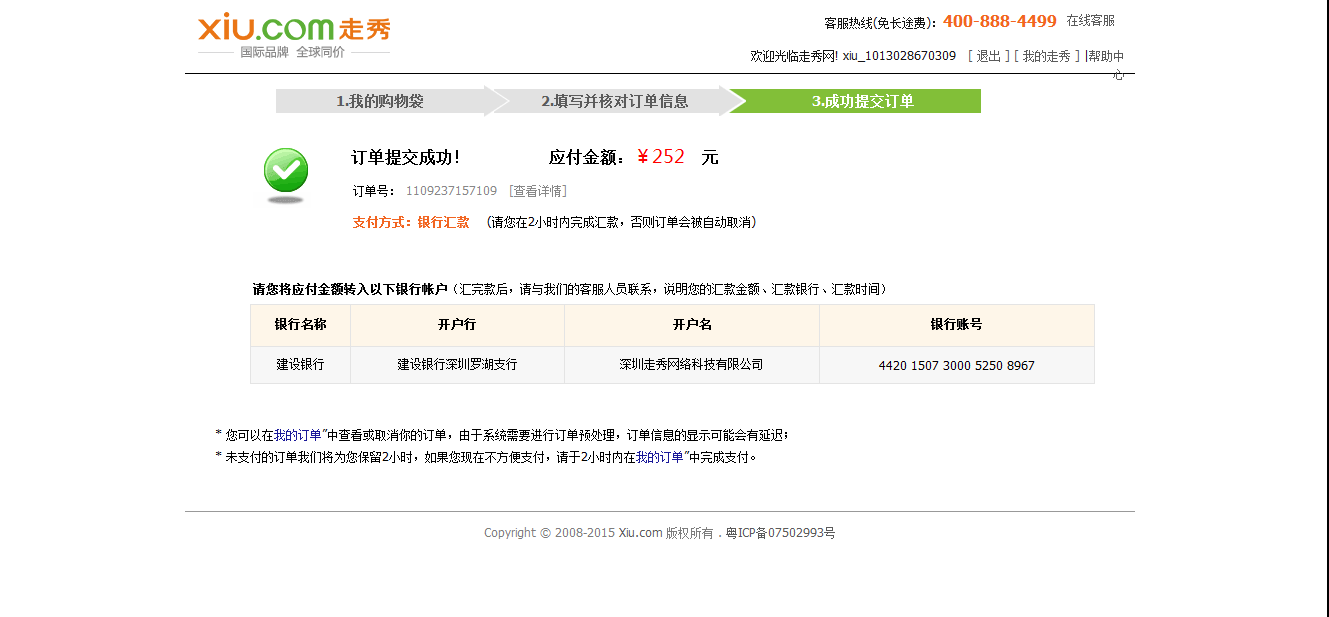 xiu.com走秀
国际品牌 全球同价
客服热线(免长途费)： 400-888-4499 在线客服
欢迎光临走秀网! xiu_1013028670309 [ 退出 ] [ 我的走秀 ] |帮助中
心
1.我的购物袋 2.填写并核对订单信息 3.成功提交订单
订单提交成功！ 应付金额： ¥252 元
订单号： 1109237157109 [查看详情]
支付方式：银行汇款 （请您在2小时内完成汇款，否则订单会被自动取消）
请您将应付金额转入以下银行帐户（汇完款后，请与我们的客服人员联系，说明您的汇款金额、汇款银行、汇款时间）
银行名称 开户行 开户名 银行账号
建设银行 建设银行深圳罗湖支行 深圳走秀网络科技有限公司 4420 1507 3000 5250 8967
* 您可以在我的订单"中查看或取消你的订单，由于系统需要进行订单预处理，订单信息的显示可能会有延迟；
* 未支付的订单我们将为您保留2小时，如果您现在不方便支付，请于2小时内在我的订单"中完成支付。
Copyright © 2008-2015 Xiu.com 版权所有 . 粤ICP备07502993号